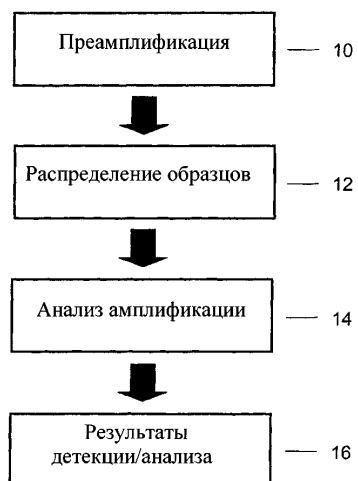 Преамплификация
10
Распределение образцов
12
Анализ амплификации
14
Результаты
детекции/анализа
16